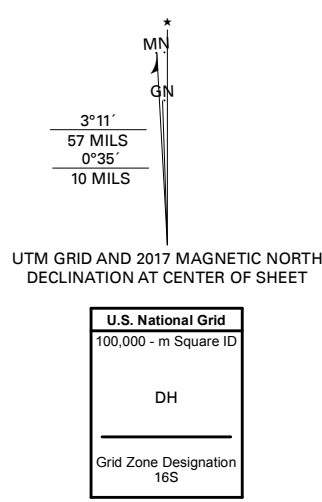 MN
GN
3°11´
57 MILS
0°35´
10 MILS
UTM GRID AND 2017 MAGNETIC NORTH
DECLINATION AT CENTER OF SHEET
U.S. National Grid
100,000 - m Square ID
DH
Grid Zone Designation
16S